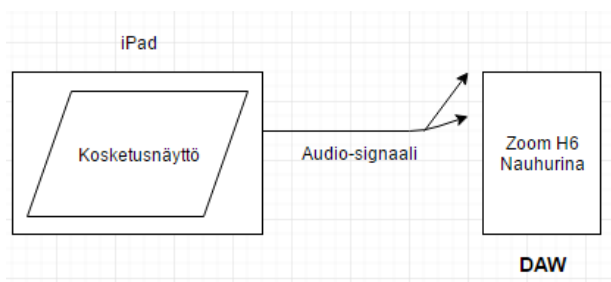 iPad
Kosketusnäyttö
Audio-signaali
Zoom H6
Nauhurina
DAW